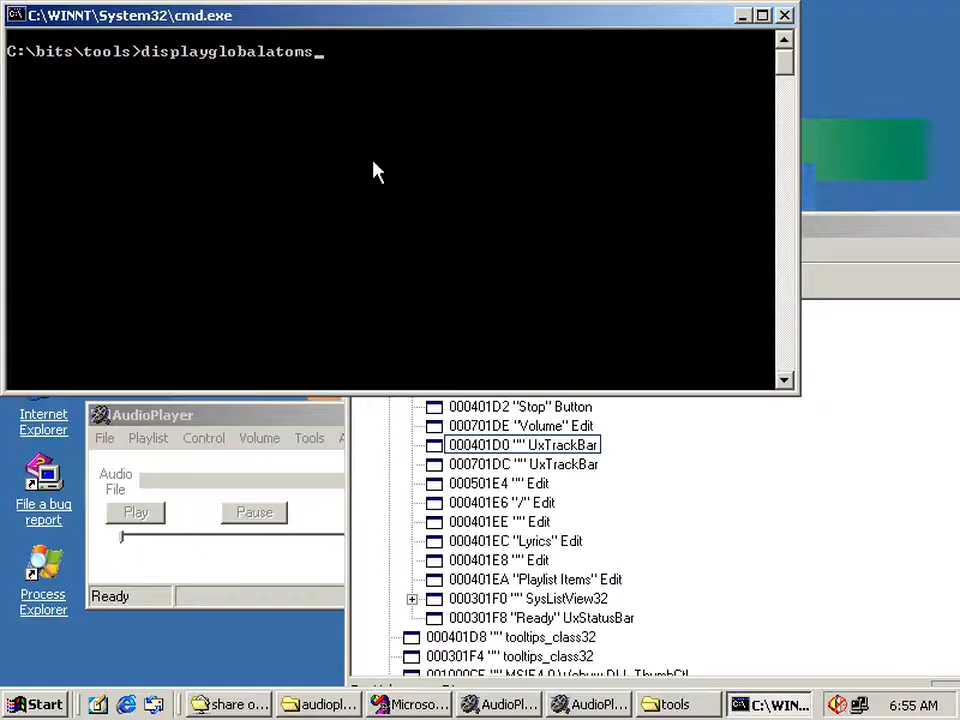 C:\WINNT\System32\cmd.exe
C:\bits\tools>displayglobalatoms_
Internet
Explorer
File a bug
report
Process
Explorer
AudioPlayer
File Playlist Control Volume Tools
Audio
File
Play Pause
Ready
000401D2 "Stop" Button
000701DE "Volume" Edit
000401D0 "" UxTrackBar
000701DC "" UxTrackBar
000501E4 "" Edit
000401E6 "/" Edit
000401EE "" Edit
000401EC "Lyrics" Edit
000401E8 "" Edit
000401EA "Playlist Items" Edit
000301F0 "" SysListView32
000301F8 "Ready" UxStatusBar
000401D8 "" tooltips_class32
000301F4 "" tooltips_class32
Start share o... audiopl... Microso... AudioPl... AudioPl... tools C:\WIN... 6:55 AM